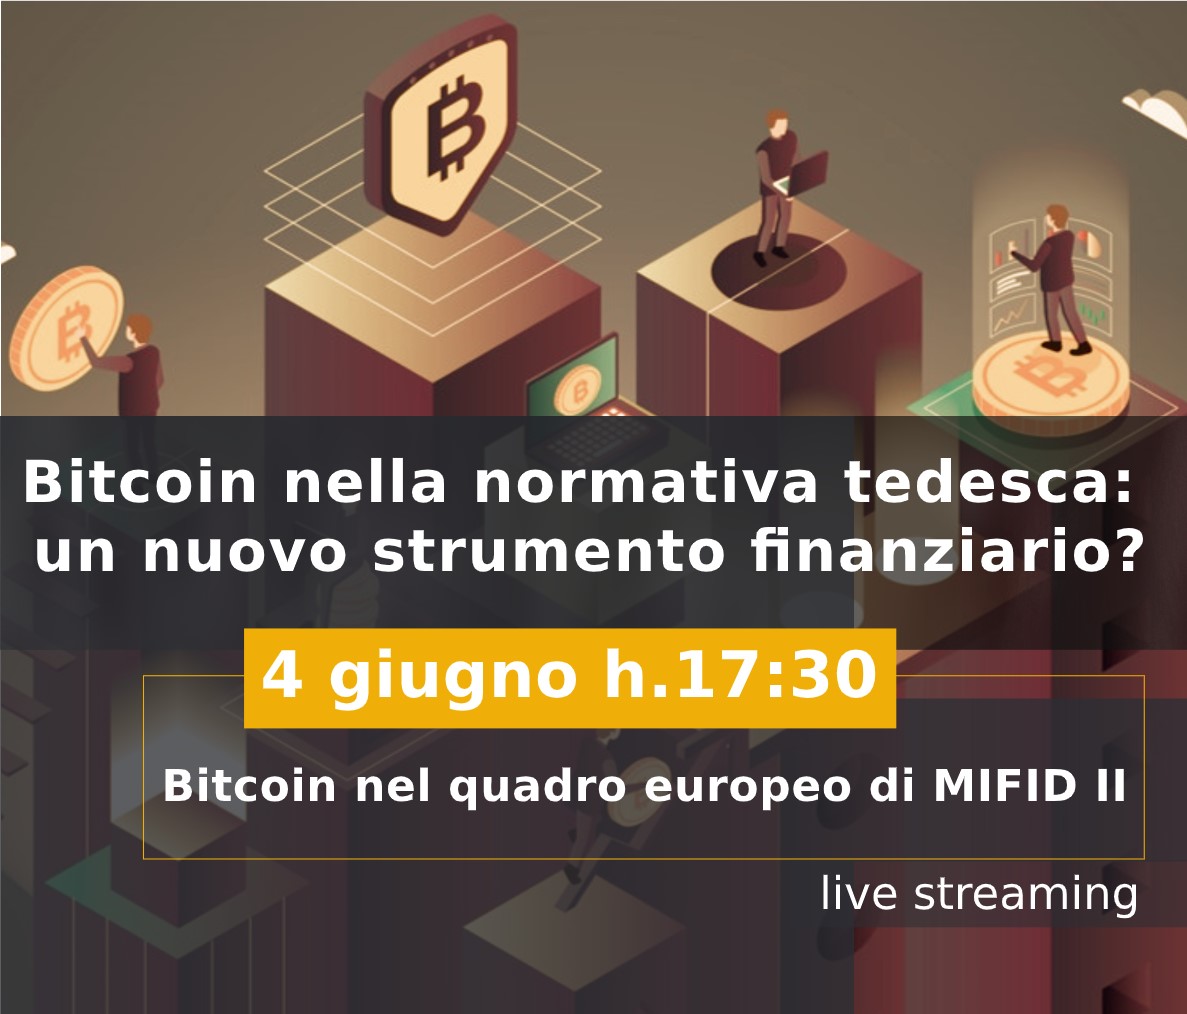 Bitcoin nella normativa tedesca:
un nuovo strumento finanziario?
4 giugno h.17:30
Bitcoin nel quadro europeo di MIFID II
live streaming